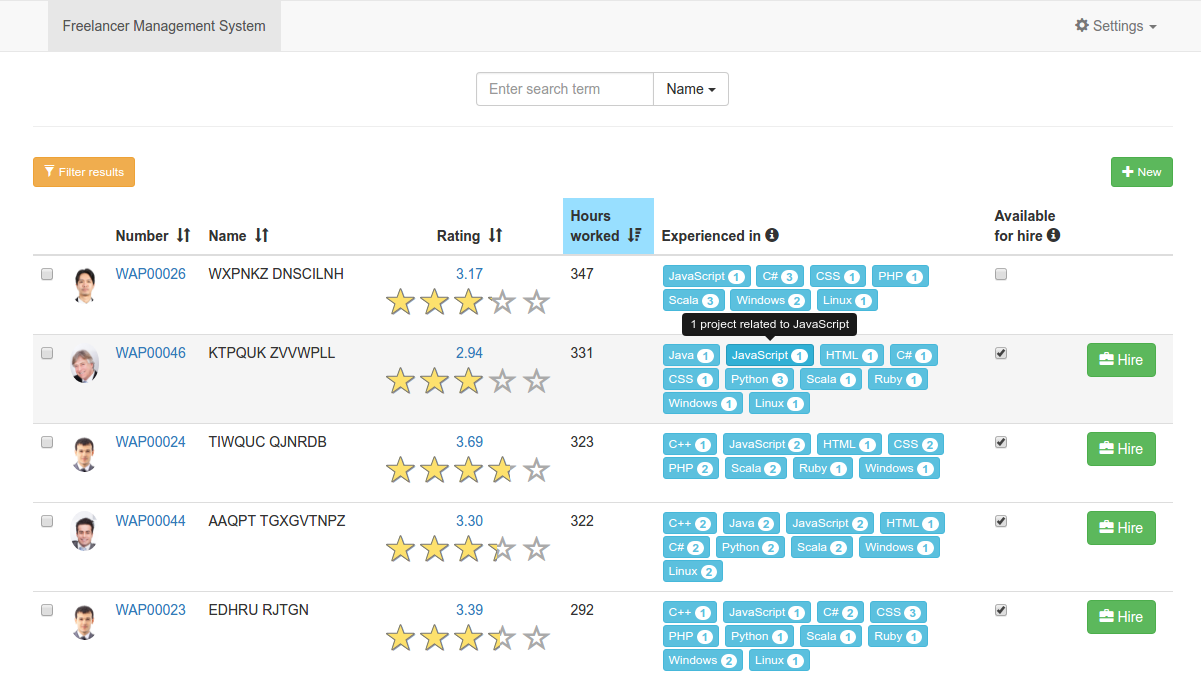 Freelancer Management System Settings
Enter search term Name
Filter results New
Hours Available
Number Name Rating worked Experienced in for hire
WAP00026 WXPNKZ DNSCILNH 3.17 347 JavaScript 1 C# 3 CSS 1 PHP 1
Scala 3 Windows 2 Linux 1
1 project related to JavaScript
WAP00046 KTPQUK ZVVWPLL 2.94 331 Java 1 JavaScript 1 HTML 1 C# 1 Hire
CSS 1 Python 3 Scala 1 Ruby 1
Windows 1 Linux 1
WAP00024 TIWQUC QJNRDB 3.69 323 C++ 1 JavaScript 2 HTML 1 CSS 2 Hire
PHP 2 Scala 2 Ruby 1 Windows 1
WAP00044 AAQPT TGXGVTNPZ 3.30 322 C++ 2 Java 2 JavaScript 2 HTML 1 Hire
C# 2 Python 2 Scala 2 Windows 1
Linux 2
WAP00023 EDHRU RJTGN 3.39 292 C++ 1 JavaScript 1 C# 2 CSS 3 Hire
PHP 1 Python 1 Scala 1 Ruby 1
Windows 2 Linux 1